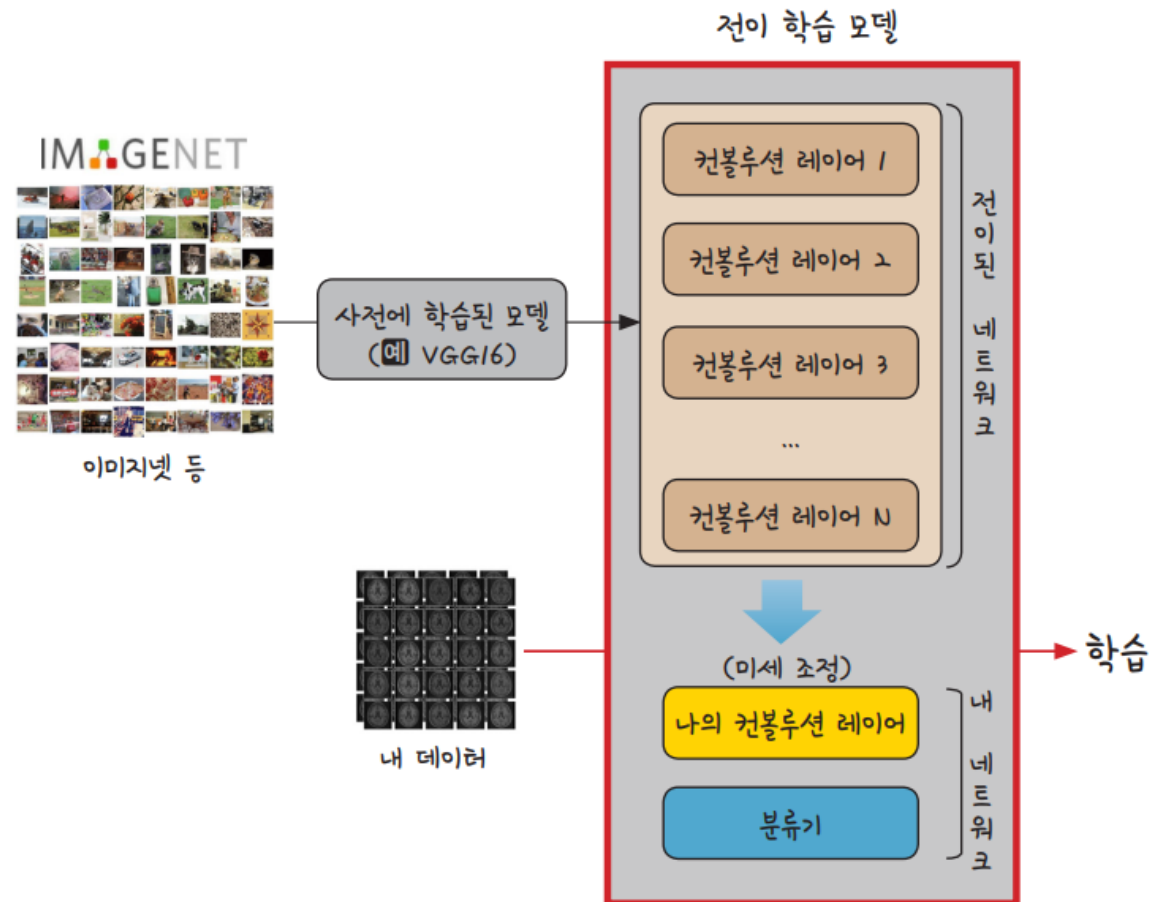 전이 학습 모델
IMAGENET
컨볼루션 레이어 1
컨볼루션 레이어 2
컨볼루션 레이어 3
...
컨볼루션 레이어 N
전이된 네트워크
사전에 학습된 모델
(예 VGG16)
이미지넷 등
(미세 조정)
나의 컨볼루션 레이어
분류기
내 네트워크
내 데이터
학습